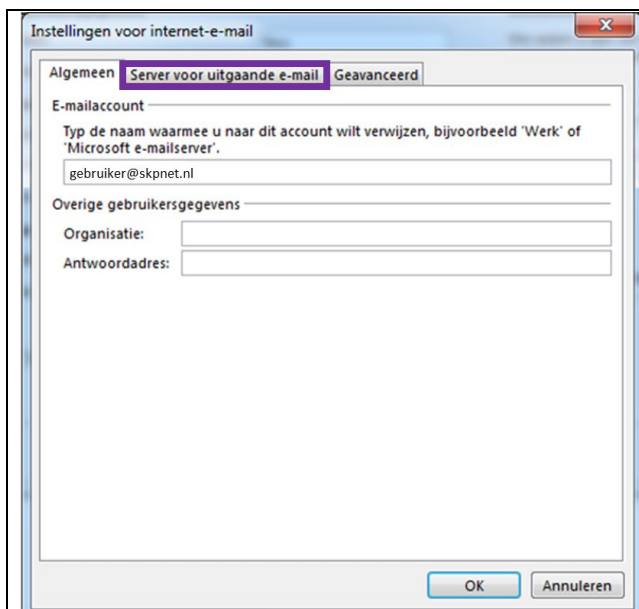 Instellingen voor internet-e-mail
Algemeen Server voor uitgaande e-mail Geavanceerd
E-mailaccount
Typ de naam waarmee u naar dit account wilt verwijzen, bijvoorbeeld 'Werk' of
'Microsoft e-mailserver'.
gebruiker@skpnet.nl
Overige gebruikersgegevens
Organisatie:
Antwoordadres:
OK Annuleren